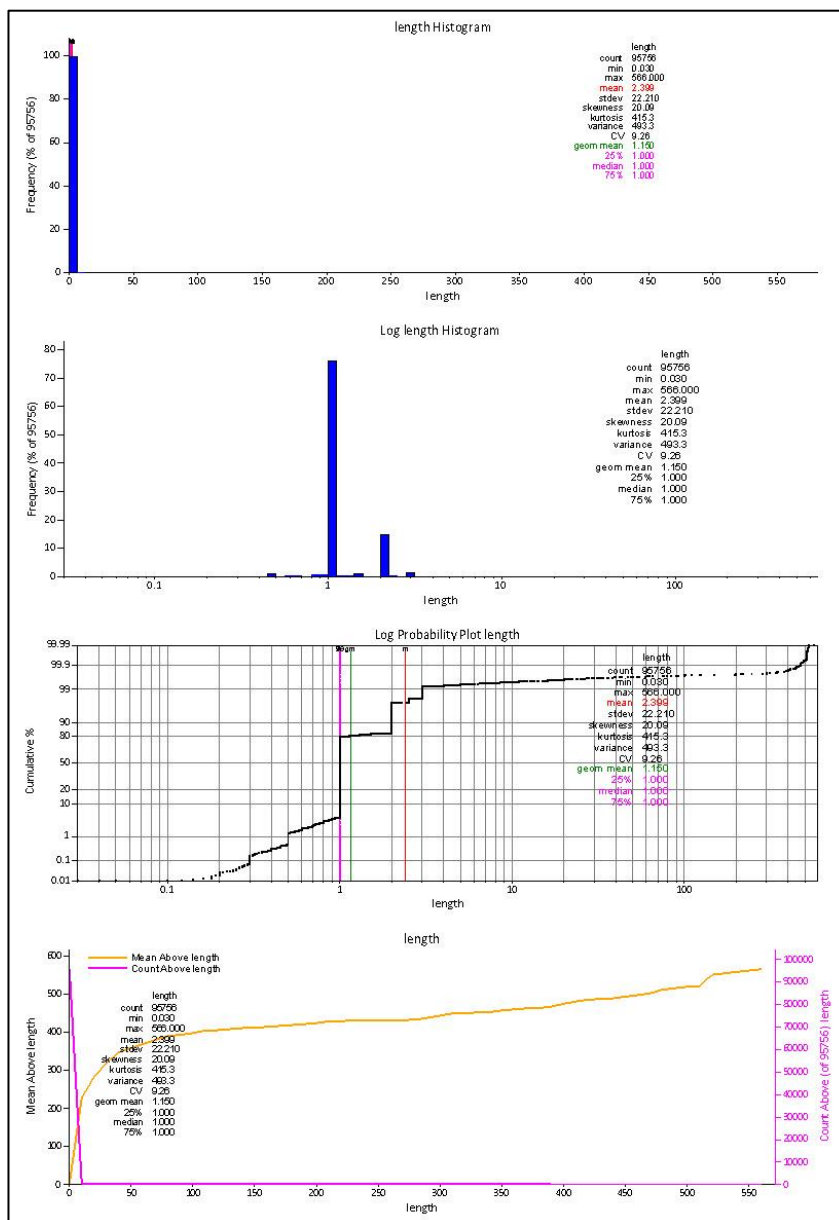 length Histogram
Frequency (% of 95756)
100
80
60
40
20
0
length
count 95756
min 0.030
max 566.000
mean 2.399
stdev 22.210
skewness 20.09
kurtosis 415.3
variance 493.3
CV 9.26
geom mean 1.150
25% 1.000
median 1.000
75% 1.000
0 50 100 150 200 250 300 350 400 450 500 550
length
Log length Histogram
Frequency (% of 95756)
80
70
60
50
40
30
20
10
0
length
count 95756
min 0.030
max 566.000
mean 2.399
stdev 22.210
skewness 20.09
kurtosis 415.3
variance 493.3
CV 9.26
geom mean 1.150
25% 1.000
median 1.000
75% 1.000
0.1 1 10 100
length
Log Probability Plot length
Cumulative %
99.99
99.9
99
90
80
50
20
10
1
0.1
0.01
m
length
count 95756
min 0.030
max 566.000
mean 2.399
stdev 22.210
skewness 20.09
kurtosis 415.3
variance 493.3
CV 9.26
geom mean 1.150
25% 1.000
median 1.000
75% 1.000
0.1 1 10 100
length
length
Mean Above length
Count Above length
Mean Above length
600
500
400
300
200
100
0
length
count 95756
min 0.030
max 566.000
mean 2.399
stdev 22.210
skewness 20.09
kurtosis 415.3
variance 493.3
CV 9.26
geom mean 1.150
25% 1.000
median 1.000
75% 1.000
100000
90000
80000
70000
60000
50000
40000
30000
20000
10000
0
Count Above (of 95756) length
0 50 100 150 200 250 300 350 400 450 500 550
length